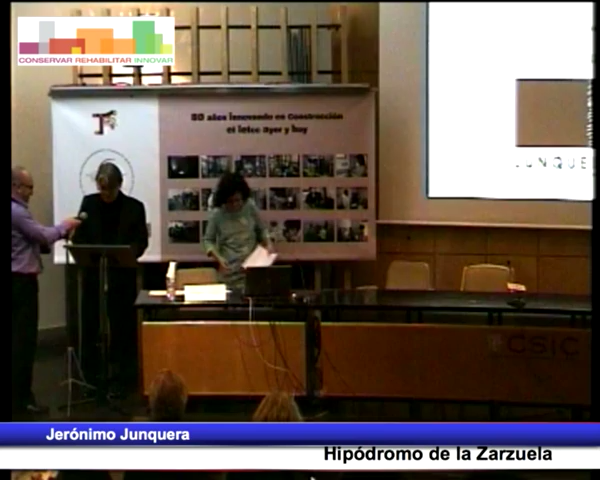 CONSERVAR REHABILITAR INNOVAR
80 años innovando en Construcción
el Ietcc ayer y hoy
JUNQUE
CSIC
Jerónimo Junquera
Hipódromo de la Zarzuela